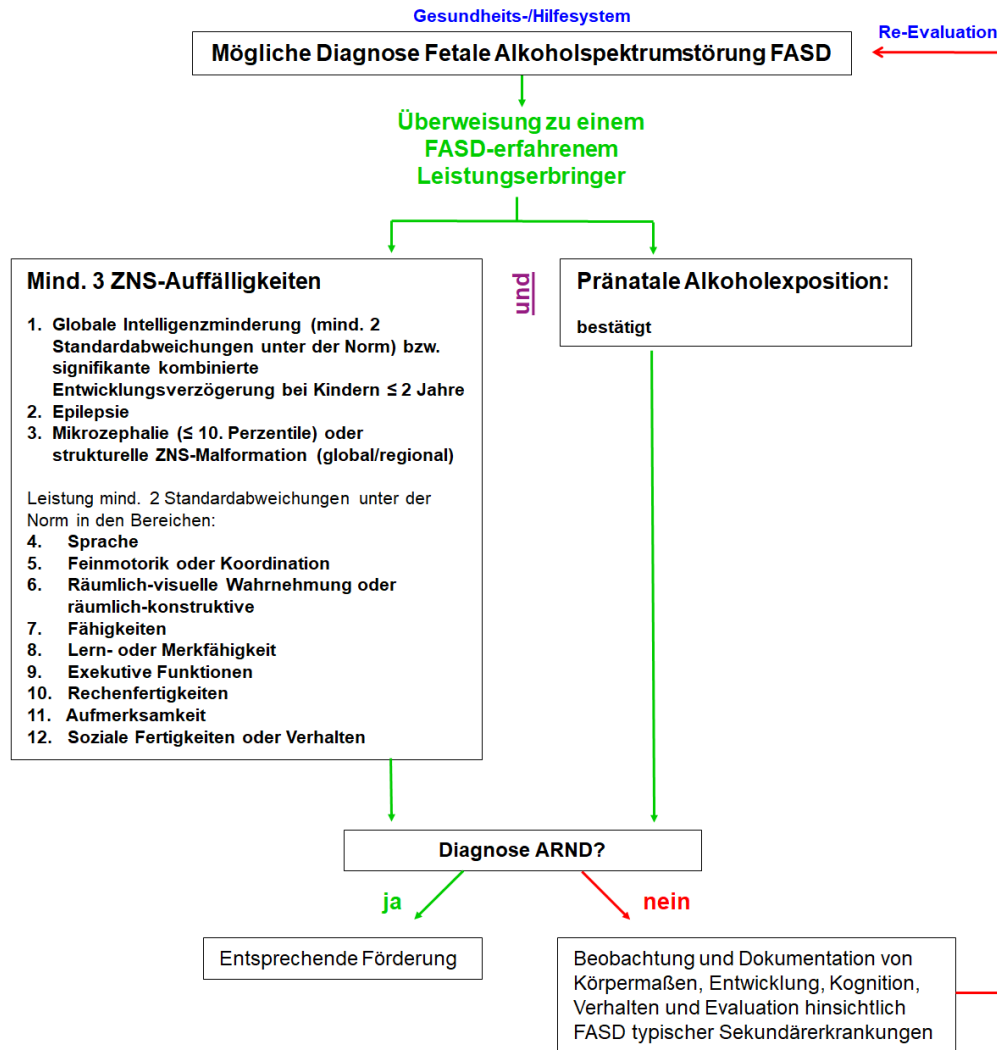 Gesundheits-/Hilfesystem
Mögliche Diagnose Fetale Alkoholspektrumstörung FASD
Re-Evaluation
Überweisung zu einem
FASD-erfahrenem
Leistungserbringer
Mind. 3 ZNS-Auffälligkeiten
1. Globale Intelligenzminderung (mind. 2
Standardabweichungen unter der Norm) bzw.
signifikante kombinierte
Entwicklungsverzögerung bei Kindern ≤ 2 Jahre
2. Epilepsie
3. Mikrozephalie (≤ 10. Perzentile) oder
strukturelle ZNS-Malformation (global/regional)
Leistung mind. 2 Standardabweichungen unter der
Norm in den Bereichen:
4. Sprache
5. Feinmotorik oder Koordination
6. Räumlich-visuelle Wahrnehmung oder
räumlich-konstruktive
7. Fähigkeiten
8. Lern- oder Merkfähigkeit
9. Exekutive Funktionen
10. Rechenfertigkeiten
11. Aufmerksamkeit
12. Soziale Fertigkeiten oder Verhalten
und
Pränatale Alkoholexposition:
bestätigt
Diagnose ARND?
ja
nein
Entsprechende Förderung
Beobachtung und Dokumentation von
Körpermaßen, Entwicklung, Kognition,
Verhalten und Evaluation hinsichtlich
FASD typischer Sekundärerkrankungen